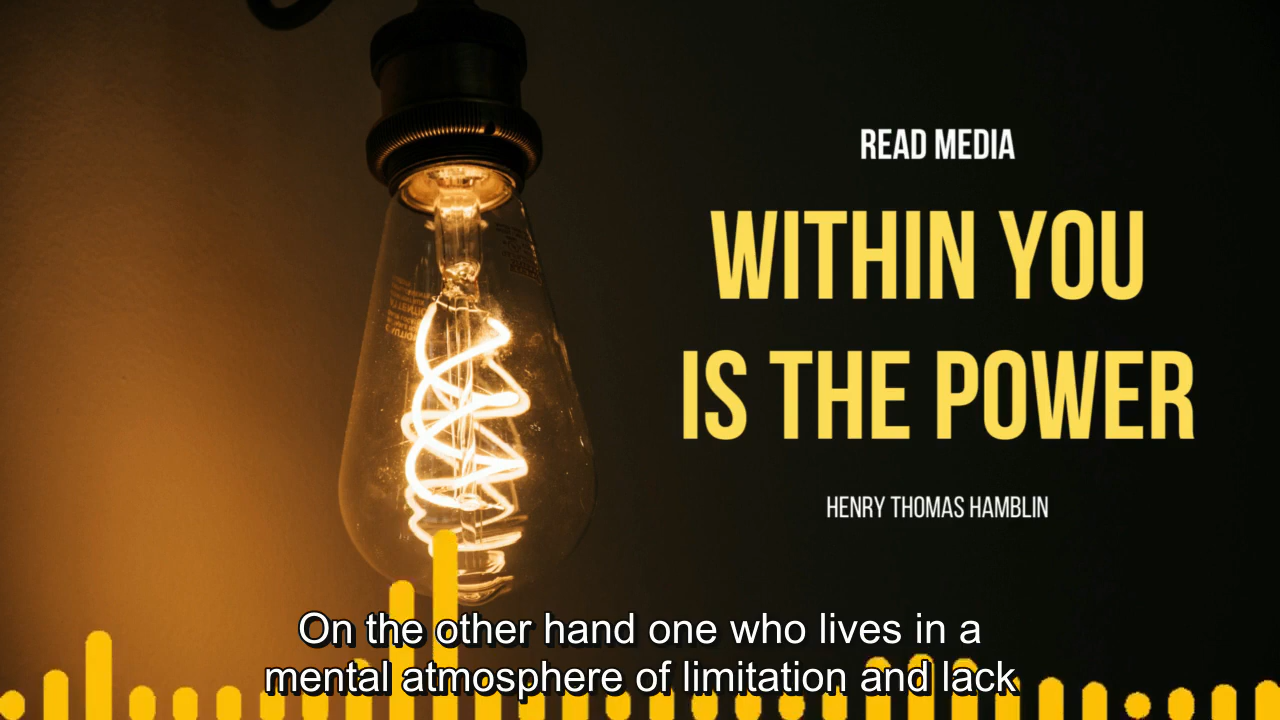 READ MEDIA
WITHIN YOU
IS THE POWER
HENRY THOMAS HAMBLIN
On the other hand one who lives in a
mental atmosphere of limitation and lack